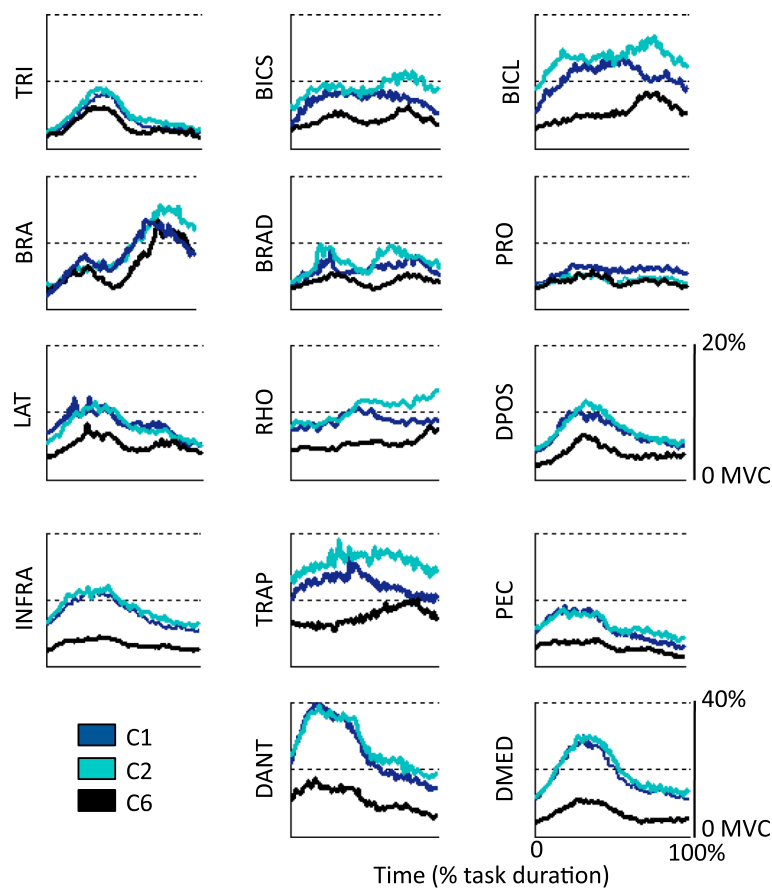 TRI
BICS
BICL
BRA
BRAD
PRO
LAT
RHO
DPOS
20%
0 MVC
INFRA
TRAP
PEC
C1
C2
C6
DANT
DMED
40%
0 MVC
0
100%
Time (% task duration)